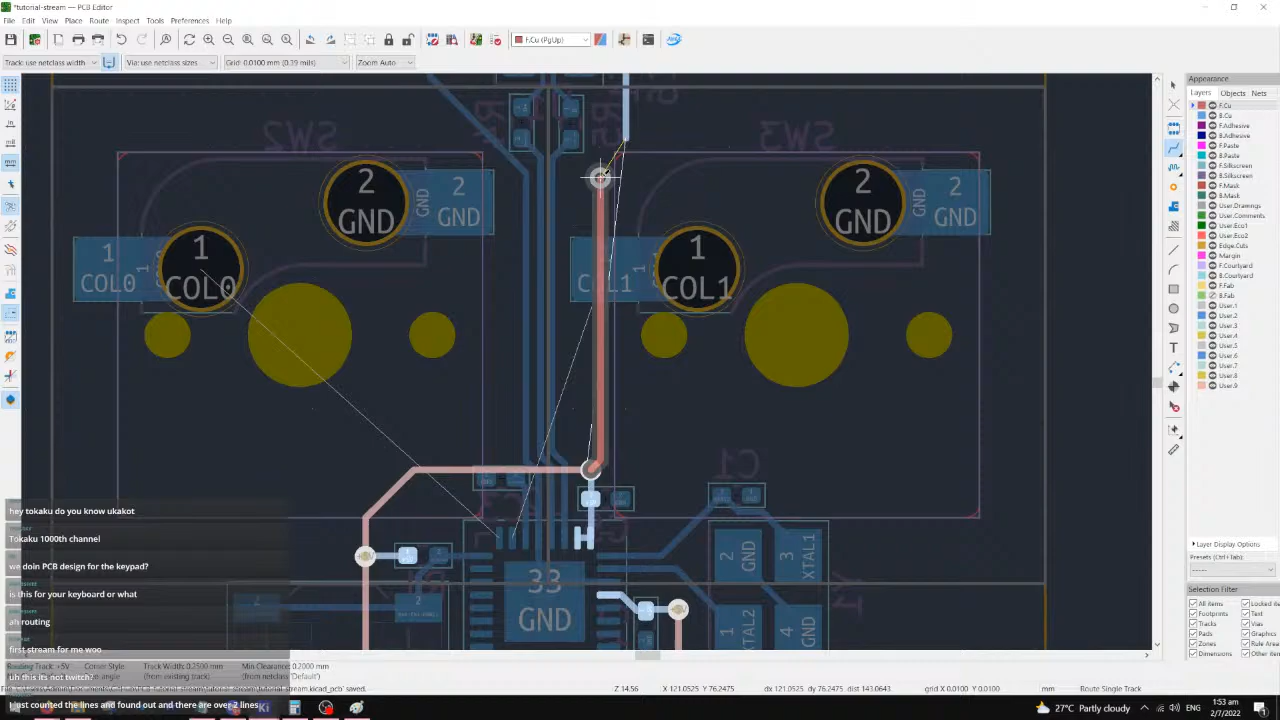 *tutorial-stream — PCB Editor
File Edit View Place Route Inspect Tools Preferences Help
F.Cu (PgUp)
Track: use netclass width
Via: use netclass sizes...
Grid: 0.0100 mm (0.39 mils)
Zoom Auto
Appearance
Layers Objects Nets
F.Cu
B.Cu
F.Adhesive
B.Adhesive
F.Paste
B.Paste
F.Silkscreen
B.Silkscreen
F.Mask
B.Mask
User.Drawings
User.Comments
User.Eco1
User.Eco2
Edge.Cuts
Margin
F.Courtyard
B.Courtyard
F.Fab
B.Fab
User.1
User.2
User.3
User.4
User.5
User.6
User.7
User.8
User.9
Layer Display Options
Presets (Ctrl+Tab):
-----
Selection Filter
All items
Locked it
Footprints
Text
Tracks
Vias
Pads
Graphics
Zones
Rule Area
Dimensions
Other ite
2
GND
2
GND
GND
1
COL0
1
COL0
1
2
GND
2
GND
GND
1
COL1
1
COL1
1
C1
33
GND
2
GND
3
XTAL1
1
XTAL2
4
GND
2
2
hey tokaku do you know ukakot
Tokaku 1000th channel
we doin PCB design for the keypad?
is this for your keyboard or what
ah routing
first stream for me woo
uh this its not twitch?
I just counted the lines and found out and there are over 2 lines
Routing Track: +5V
Corner Style
Track Width: 0.2500 mm
(from existing track)
Min Clearance: 0.2000 mm
(from netclass 'Default')
kicad_pcb' saved.
Z 14.56
X 121.0525 Y 76.2475
dx 121.0525 dy 76.2475 dist 143.0643
grid X 0.0100 Y 0.0100
mm
Route Single Track
27°C Partly cloudy
ENG
1:53 am
2/7/2022